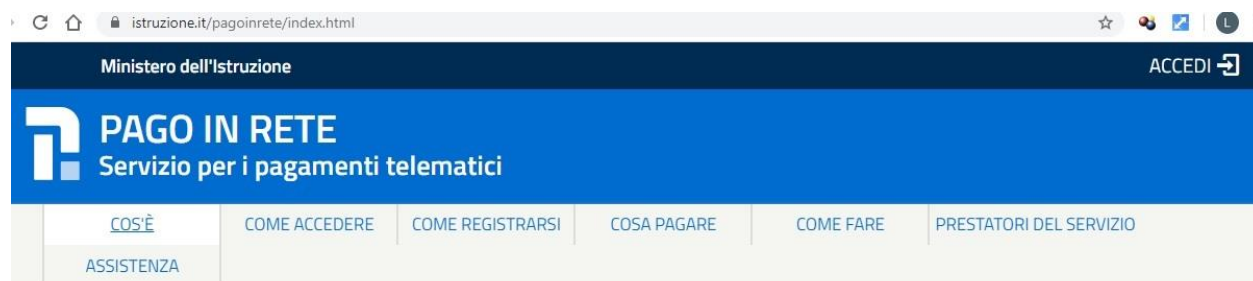 istruzione.it/pagoinrete/index.html
L
Ministero dell'Istruzione
ACCEDI
PAGO IN RETE
Servizio per i pagamenti telematici
COS'È COME ACCEDERE COME REGISTRARSI COSA PAGARE COME FARE PRESTATORI DEL SERVIZIO
ASSISTENZA